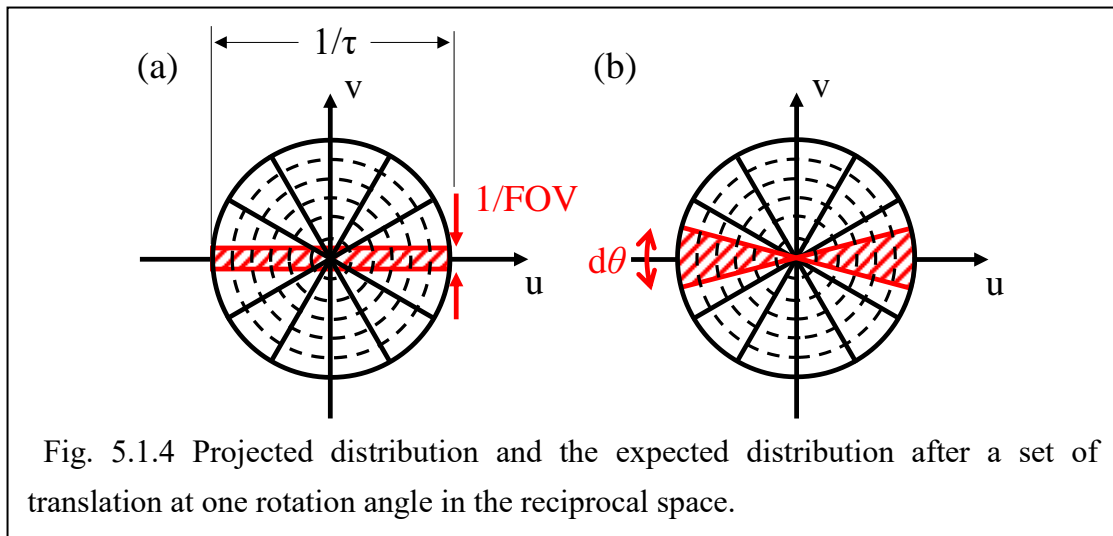 1/τ
(a)
v
1/FOV
u
(b)
v
dθ
u
Fig. 5.1.4 Projected distribution and the expected distribution after a set of
translation at one rotation angle in the reciprocal space.